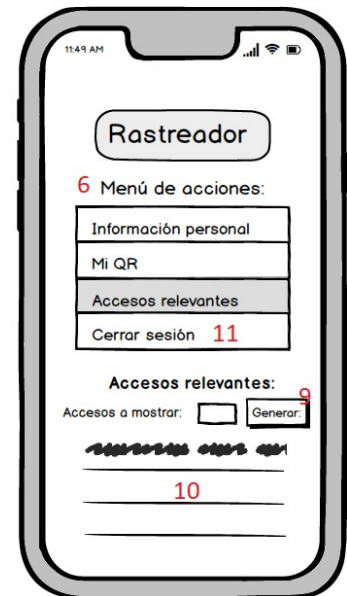 11:49 AM
Rastreador
6 Menú de acciones:
Información personal
Mi QR
Accesos relevantes
Cerrar sesión 11
Accesos relevantes:
9
Accesos a mostrar: Generar:
10